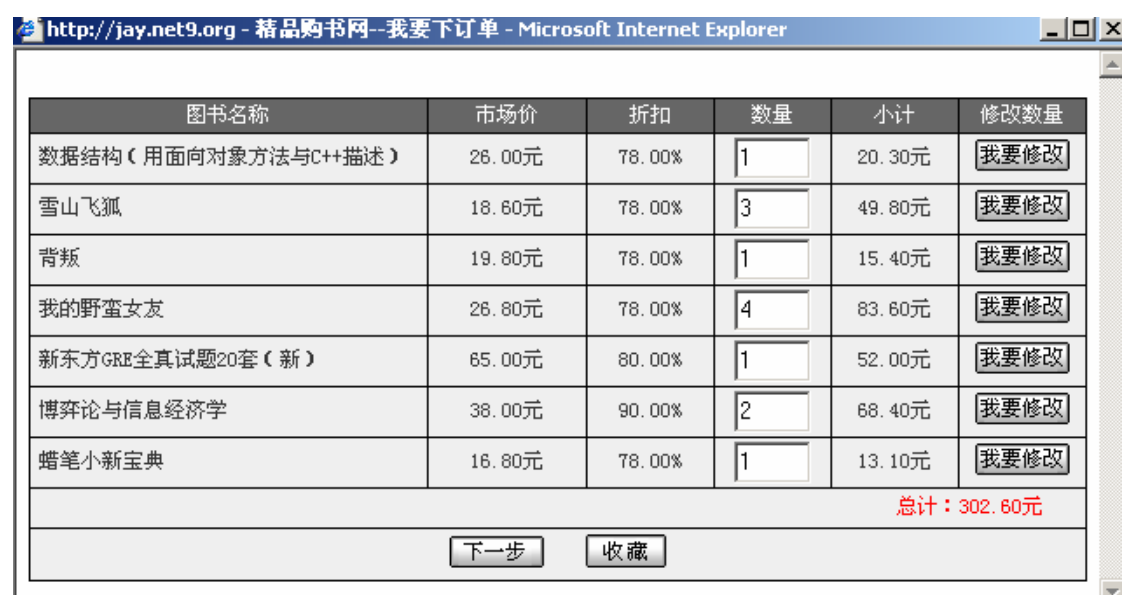 http://jay.net9.org - 精品购书网--我要下订单 - Microsoft Internet Explorer
图书名称 市场价 折扣 数量 小计 修改数量
数据结构(用面向对象方法与C++描述) 26.00元 78.00% 1 20.30元 我要修改
雪山飞狐 18.60元 78.00% 3 49.80元 我要修改
背叛 19.80元 78.00% 1 15.40元 我要修改
我的野蛮女友 26.80元 78.00% 4 83.60元 我要修改
新东方GRE全真试题20套(新) 65.00元 80.00% 1 52.00元 我要修改
博弈论与信息经济学 38.00元 90.00% 2 68.40元 我要修改
蜡笔小新宝典 16.80元 78.00% 1 13.10元 我要修改
总计：302.60元
下一步 收藏